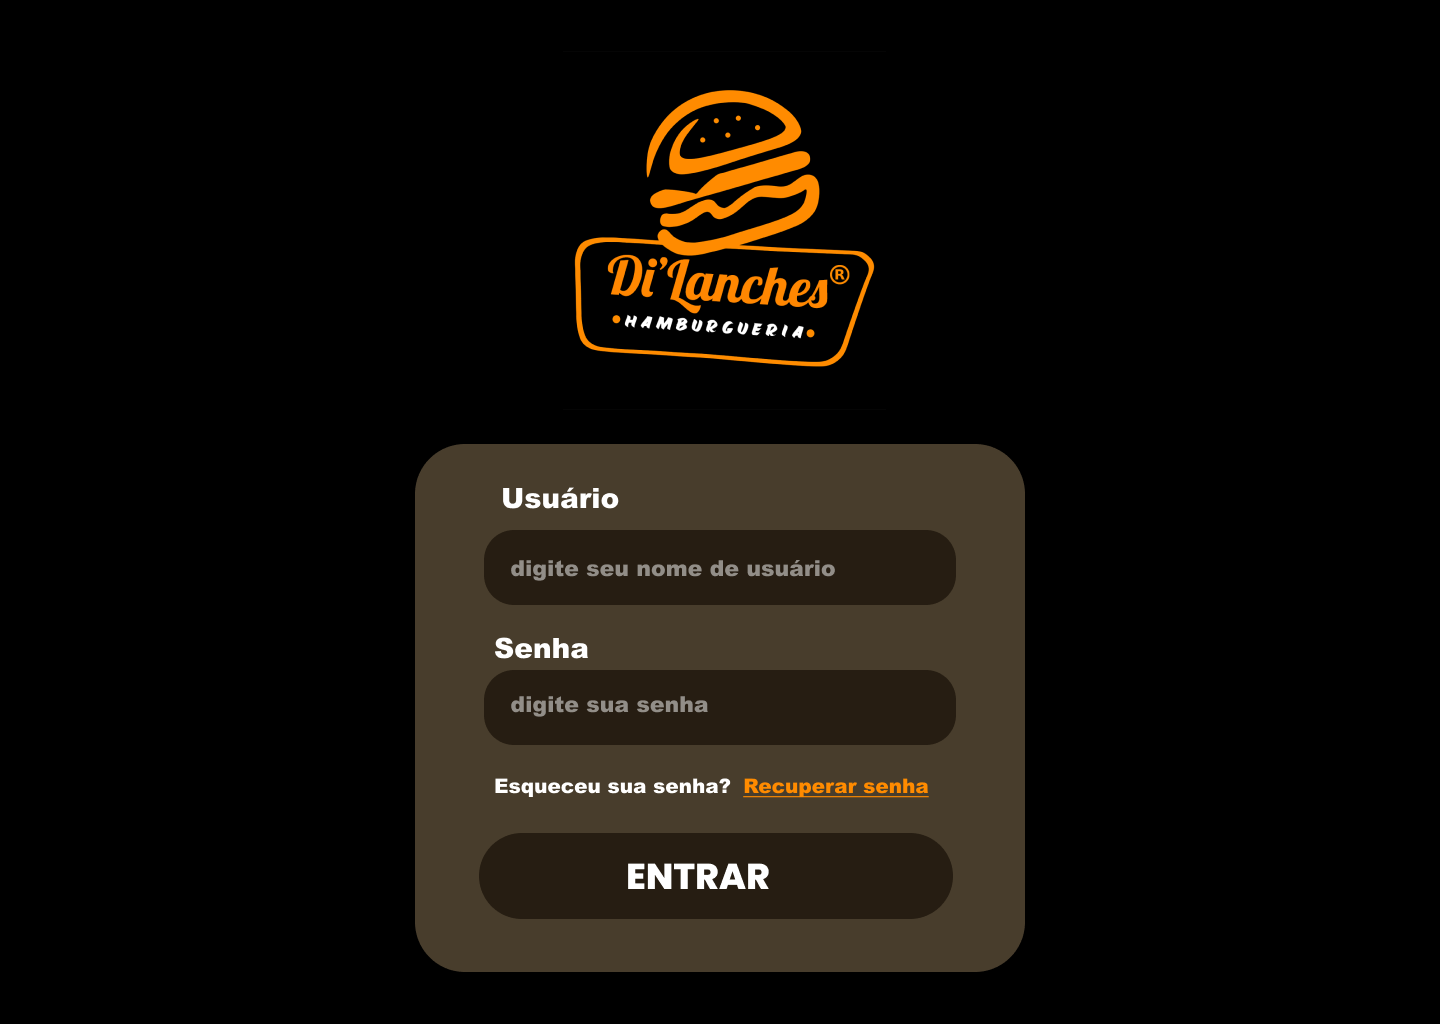 Di'Lanches®
•HAMBURGUERIA•
Usuário
digite seu nome de usuário
Senha
digite sua senha
Esqueceu sua senha? Recuperar senha
ENTRAR